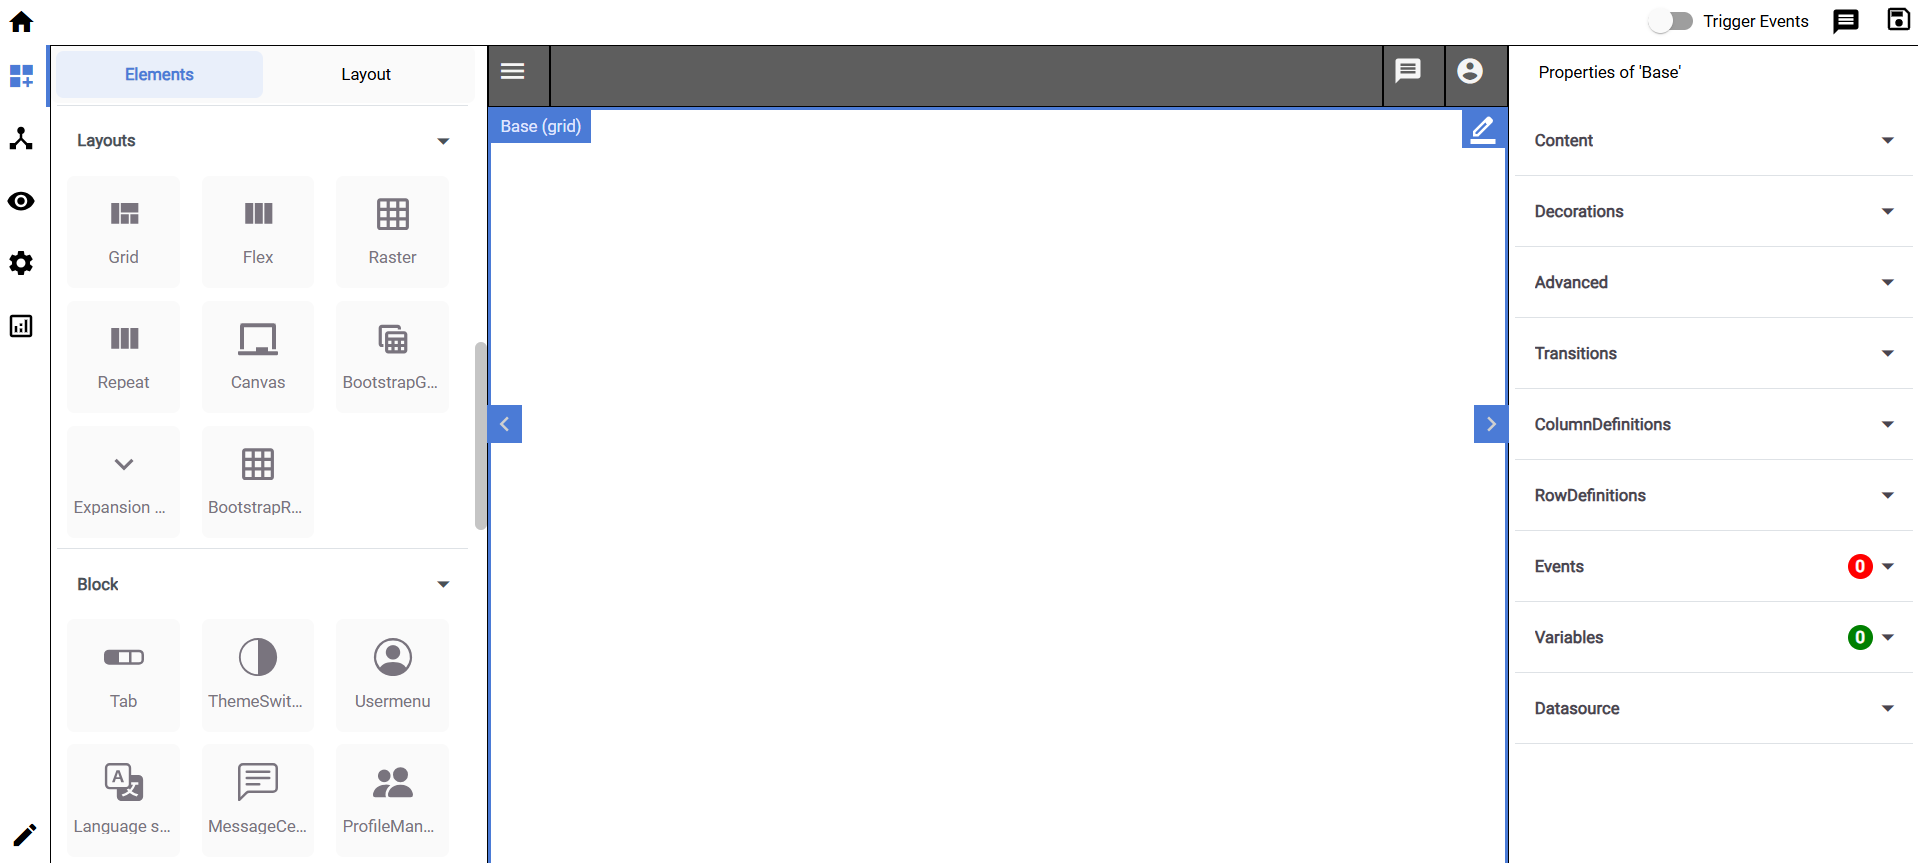 Trigger Events
Elements
Layout
Layouts
Grid
Flex
Raster
Repeat
Canvas
BootstrapG...
Expansion ...
BootstrapR...
Block
Tab
ThemeSwit...
Usermenu
A
Language s...
MessageCe...
ProfileMan...
Base (grid)
Properties of 'Base'
Content
Decorations
Advanced
Transitions
ColumnDefinitions
RowDefinitions
Events 0
Variables 0
Datasource